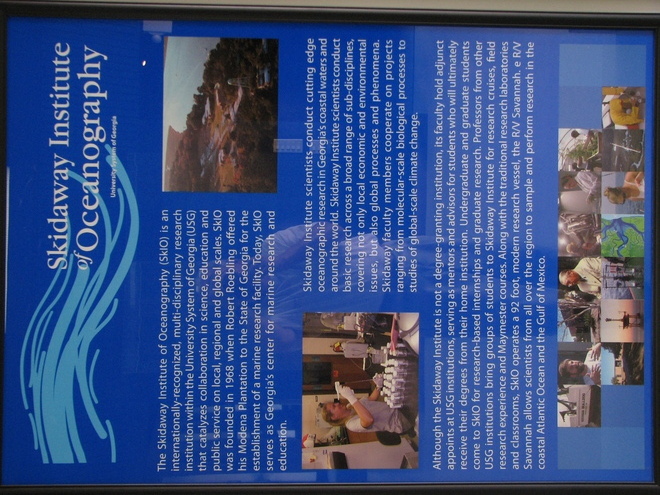 Skidaway Institute
of Oceanography
University System of Georgia
The Skidaway Institute of Oceanography (SkIO) is an
internationally-recognized, multi-disciplinary research
institution within the University System of Georgia (USG)
that catalyzes collaboration in science, education and
public service on local, regional and global scales. SkIO
was founded in 1968 when Robert Roebling offered
his Modena Plantation to the State of Georgia for the
establishment of a marine research facility. Today, SkIO
serves as Georgia's center for marine research and
education.
Skidaway Institute scientists conduct cutting edge
oceanographic research in Georgia's coastal waters and
around the world. Skidaway Institute scientists conduct
basic research across a broad range of sub-disciplines,
covering not only local economic and environmental
issues, but also global processes and phenomena.
Skidaway faculty members cooperate on projects
ranging from molecular-scale biological processes to
studies of global-scale climate change.
Although the Skidaway Institute is not a degree-granting institution, its faculty hold adjunct
appoints at USG institutions, serving as mentors and advisors for students who will ultimately
receive their degrees from their home institution. Undergraduate and graduate students
come to SkIO for research-based internships and graduate research. Professors from other
USG institutions bring groups of students to Skidaway Institute for research cruises, field
research experience and Maymester courses. Along with the traditional research laboratories
and classrooms, SkIO operates a 92 foot, modern research vessel, the R/V Savannah. e R/V
Savannah allows scientists from all over the region to sample and perform research in the
coastal Atlantic Ocean and the Gulf of Mexico.